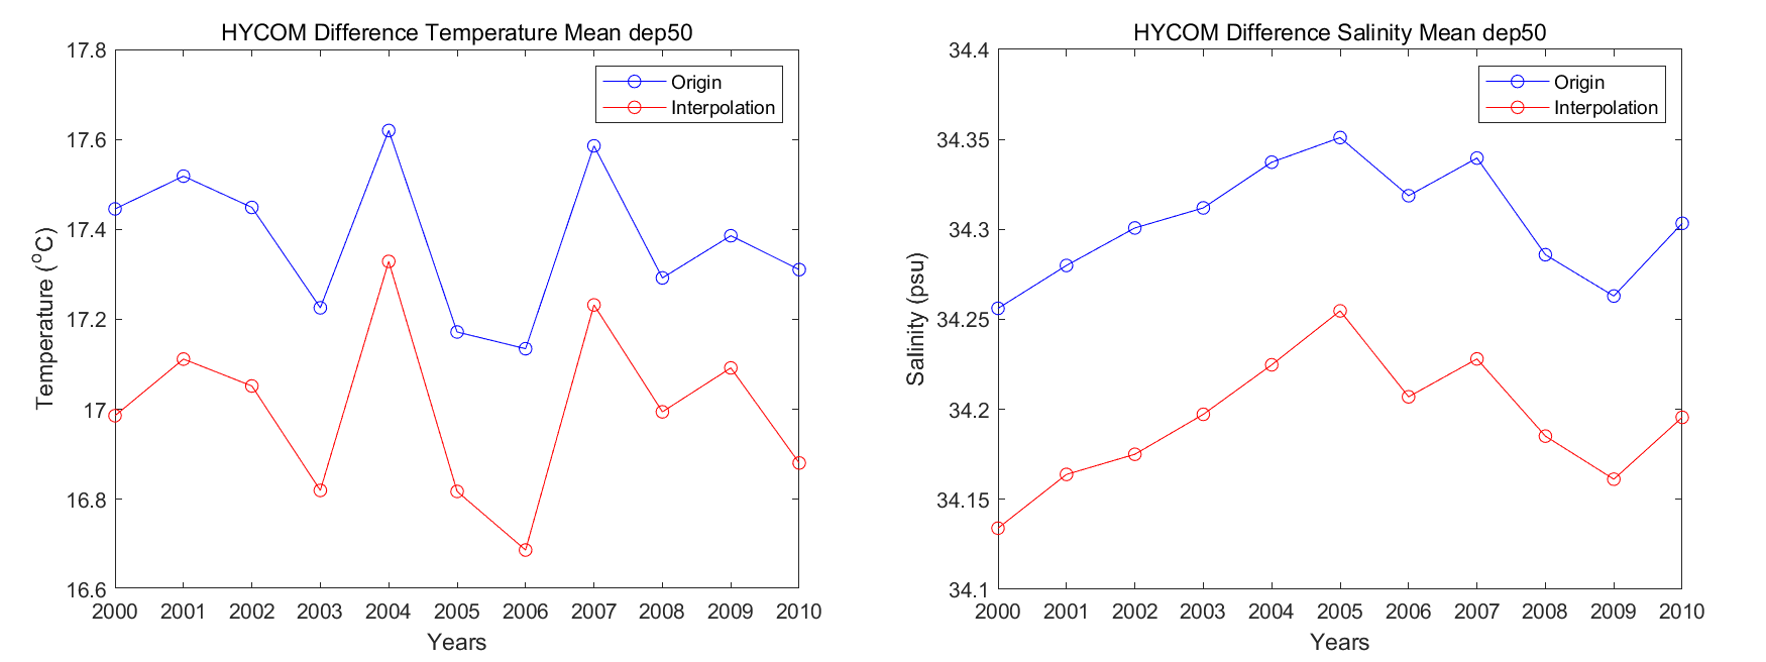 HYCOM Difference Temperature Mean dep50
17.8
17.6
17.4
17.2
17
16.8
16.6
Temperature (°C)
Origin
Interpolation
2000 2001 2002 2003 2004 2005 2006 2007 2008 2009 2010
Years
HYCOM Difference Salinity Mean dep50
34.4
34.35
34.3
34.25
34.2
34.15
34.1
Salinity (psu)
Origin
Interpolation
2000 2001 2002 2003 2004 2005 2006 2007 2008 2009 2010
Years